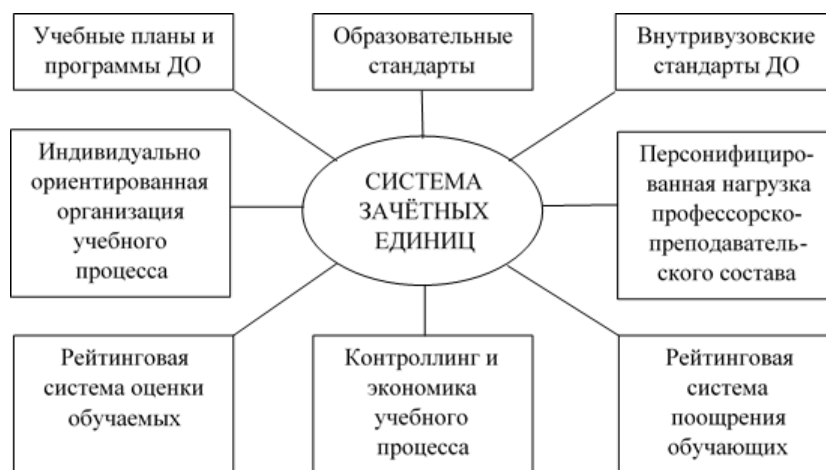 Учебные планы и
программы ДО
Образовательные
стандарты
Внутривузовские
стандарты ДО
Индивидуально
ориентированная
организация
учебного
процесса
СИСТЕМА
ЗАЧЁТНЫХ
ЕДИНИЦ
Персонифициро-
ванная нагрузка
профессорско-
преподаватель-
ского состава
Рейтинговая
система оценки
обучаемых
Контроллинг и
экономика
учебного
процесса
Рейтинговая
система
поощрения
обучающих